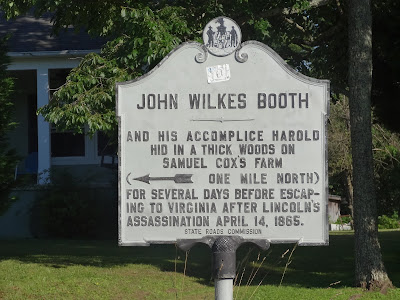 JOHN WILKES BOOTH
AND HIS ACCOMPLICE HAROLD
HID IN A THICK WOODS ON
SAMUEL COX'S FARM
( ONE MILE NORTH)
FOR SEVERAL DAYS BEFORE ESCAP-
ING TO VIRGINIA AFTER LINCOLN'S
ASSASSINATION APRIL 14, 1865.
STATE ROADS COMMISSION